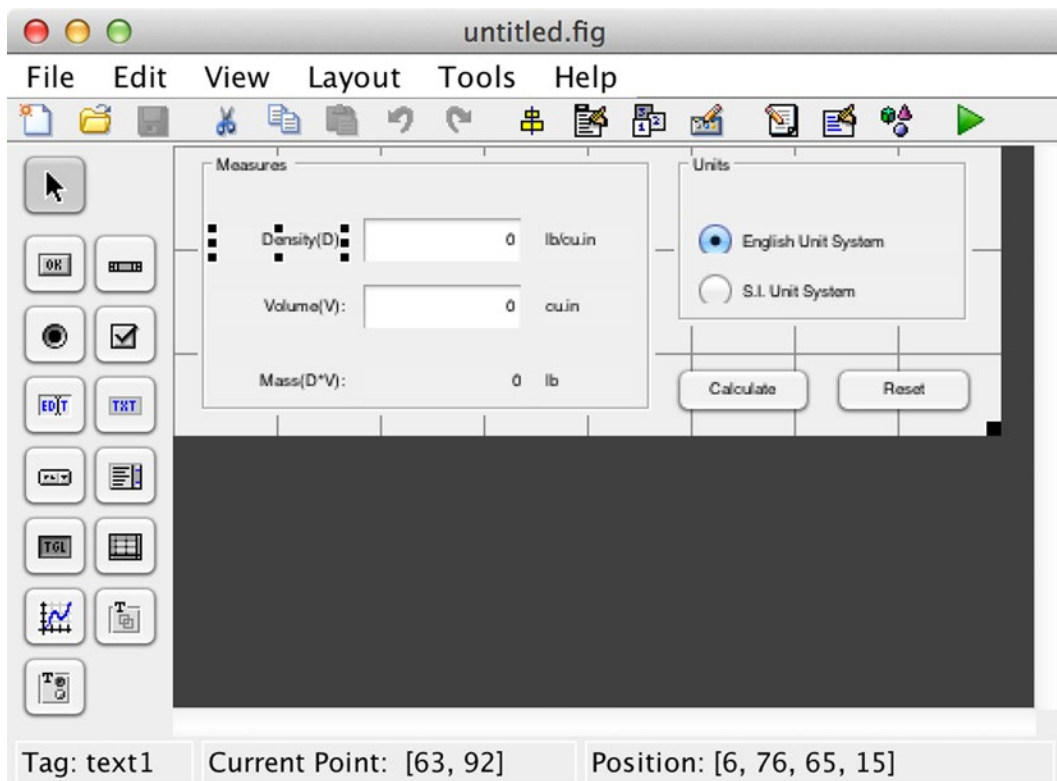 untitled.fig
File Edit View Layout Tools Help
Measures
Units
Density(D)
0
lb/cu.in
English Unit System
Volume(V):
0
cu.in
S.I. Unit System
Mass(D*V):
0
lb
Calculate
Reset
OK
EDIT
TXT
TGL
T
T
Tag: text1
Current Point: [63, 92]
Position: [6, 76, 65, 15]